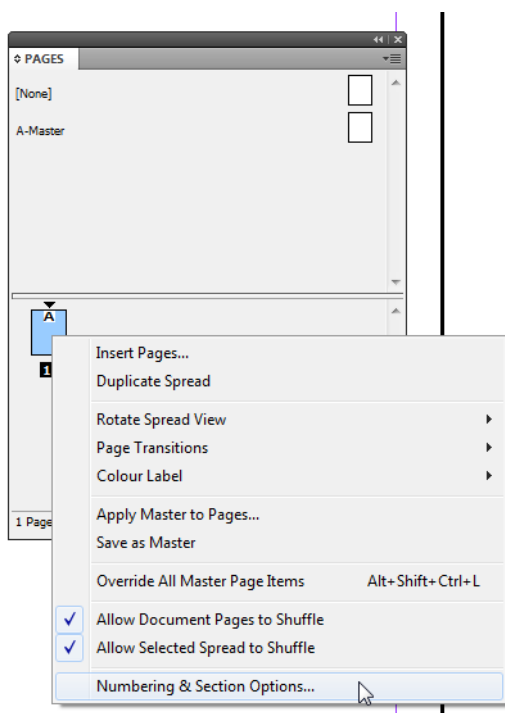 PAGES
[None]
A-Master
A
1
1 Page
Insert Pages...
Duplicate Spread
Rotate Spread View
Page Transitions
Colour Label
Apply Master to Pages...
Save as Master
Override All Master Page Items Alt+Shift+Ctrl+L
Allow Document Pages to Shuffle
Allow Selected Spread to Shuffle
Numbering & Section Options...